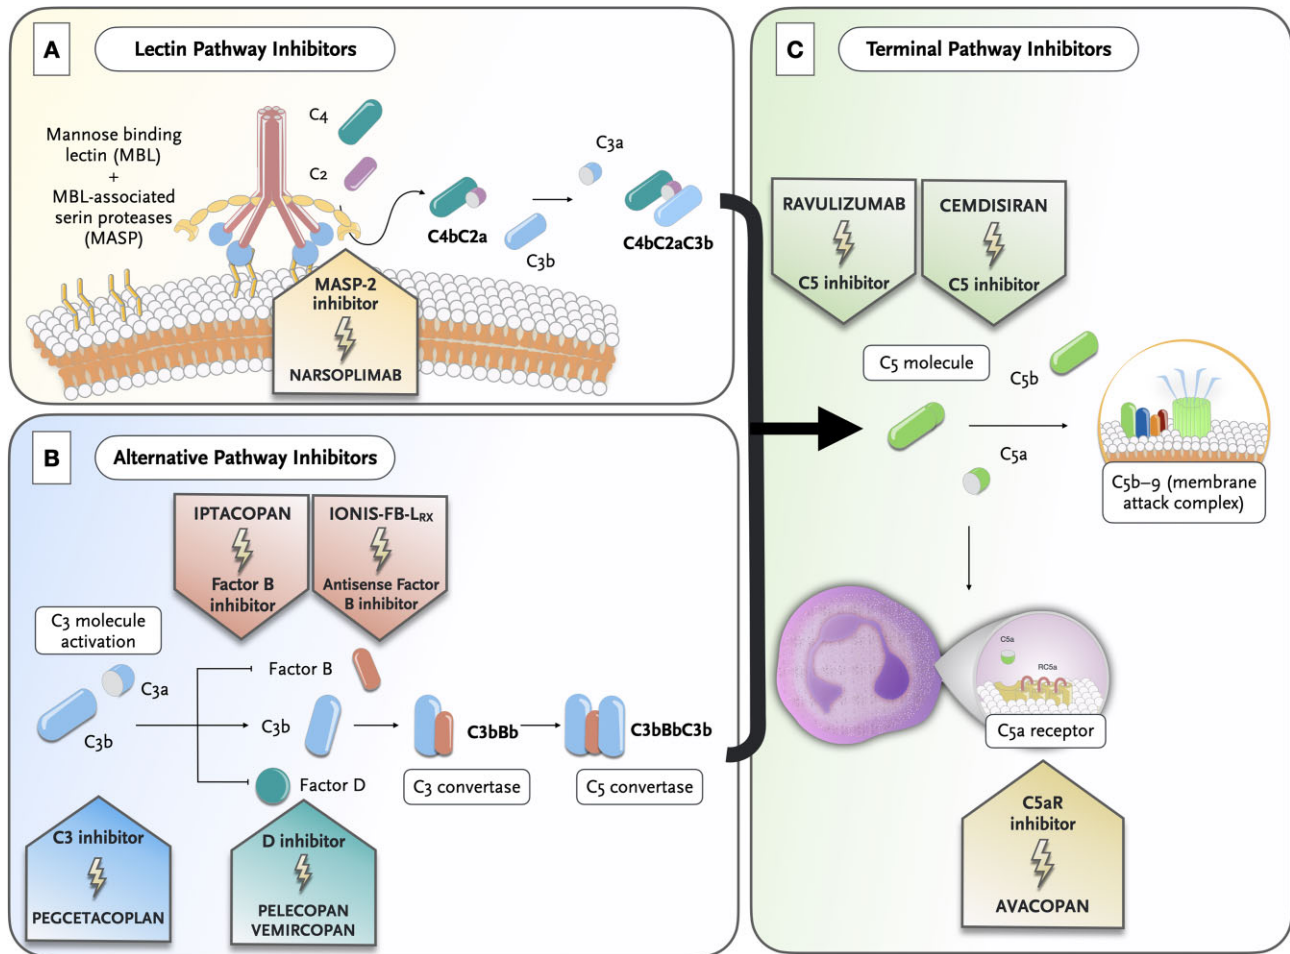 A
Lectin Pathway Inhibitors
Mannose binding
lectin (MBL)
+
MBL-associated
serin proteases
(MASP)
C4
C2
C4bC2a
C3a
C3b
C4bC2aC3b
MASP-2
inhibitor
NARSOPLIMAB
B
Alternative Pathway Inhibitors
IPTACOPAN
Factor B
inhibitor
IONIS-FB-LRX
Antisense Factor
B inhibitor
C3 molecule
activation
C3a
C3b
Factor B
C3b
Factor D
C3bBb
C3 convertase
C3bBbC3b
C5 convertase
C3 inhibitor
PEGCETACOPLAN
D inhibitor
PELECOPAN
VEMIRCOPAN
C
Terminal Pathway Inhibitors
RAVULIZUMAB
C5 inhibitor
CEMDISIRAN
C5 inhibitor
C5 molecule
C5b
C5a
C5b–9 (membrane
attack complex)
C5a
RC5a
C5a receptor
C5aR
inhibitor
AVACOPAN